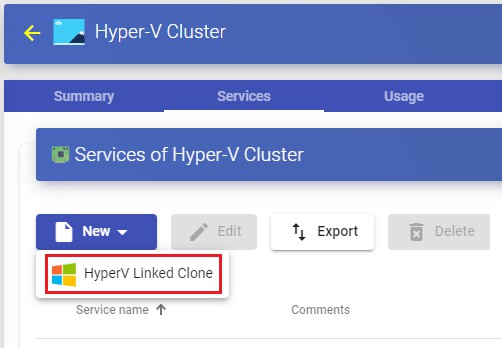 Hyper-V Cluster
Summary Services Usage
Services of Hyper-V Cluster
New Edit Export Delete
HyperV Linked Clone
Service name Comments